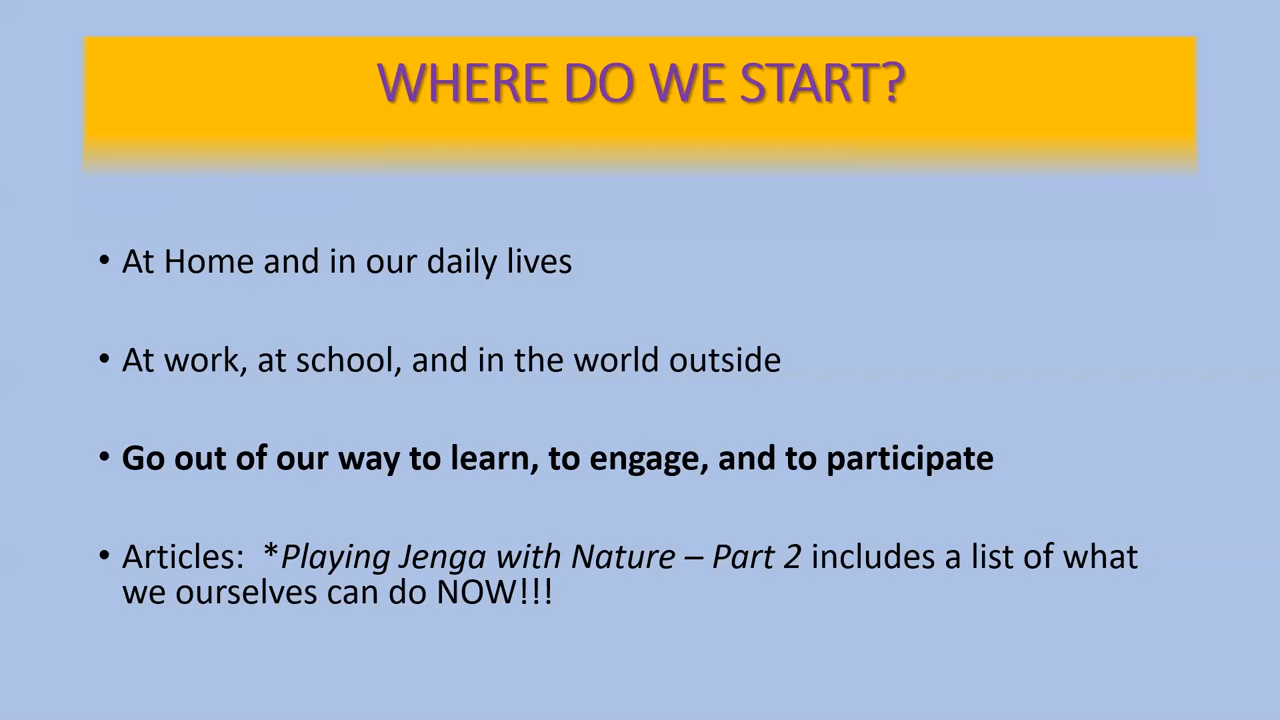 WHERE DO WE START?
• At Home and in our daily lives
• At work, at school, and in the world outside
• Go out of our way to learn, to engage, and to participate
• Articles:  *Playing Jenga with Nature – Part 2 includes a list of what
we ourselves can do NOW!!!